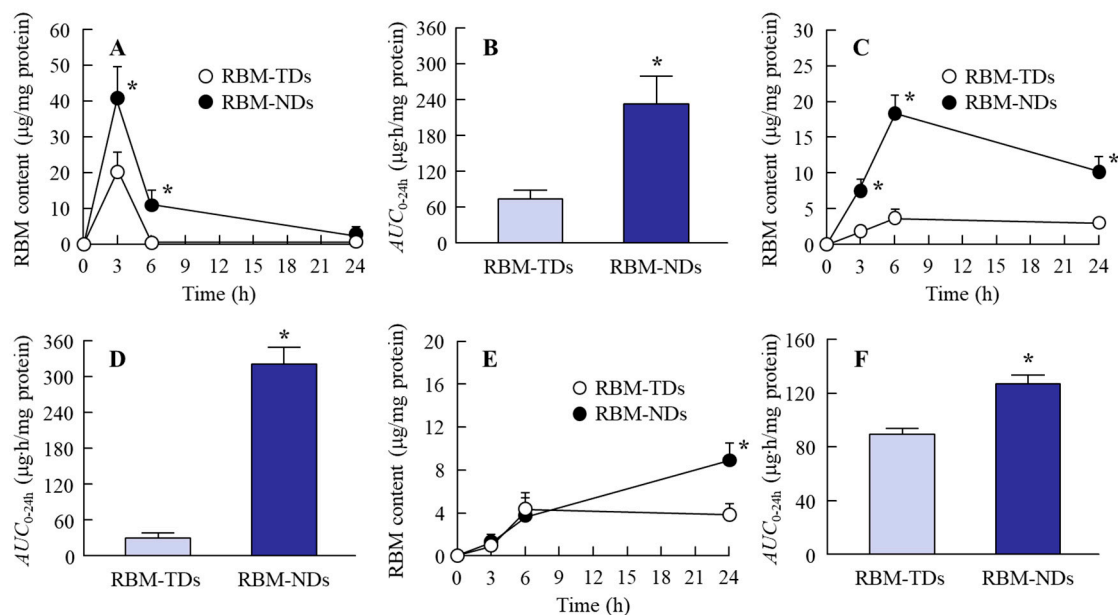 A
RBM content (µg/mg protein)
60
50
40
30
20
10
0
*
*
RBM-TDs
RBM-NDs
0 3 6 9 12 15 18 21 24
Time (h)
B
AUC0-24h (µg·h/mg protein)
360
300
240
180
120
60
0
*
RBM-TDs RBM-NDs
C
RBM content (µg/mg protein)
30
25
20
15
10
5
0
RBM-TDs
RBM-NDs
*
*
*
0 3 6 9 12 15 18 21 24
Time (h)
D
AUC0-24h (µg·h/mg protein)
360
300
240
180
120
60
0
*
RBM-TDs RBM-NDs
E
RBM content (µg/mg protein)
20
16
12
8
4
0
RBM-TDs
RBM-NDs
*
0 3 6 9 12 15 18 21 24
Time (h)
F
AUC0-24h (µg·h/mg protein)
160
120
80
40
0
*
RBM-TDs RBM-NDs